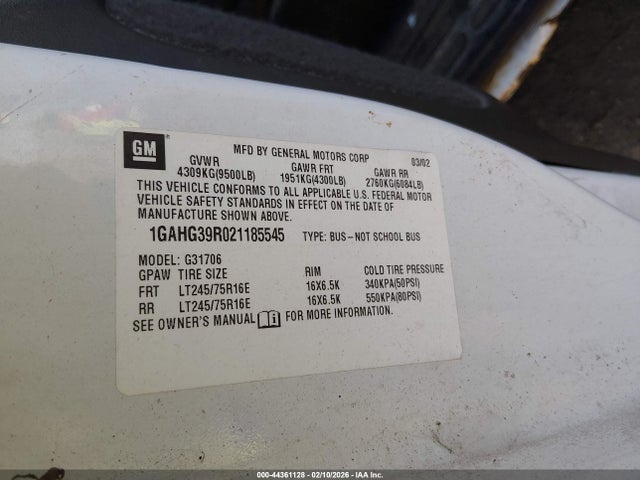 GM
MFD BY GENERAL MOTORS CORP 03/02
GVWR GAWR FRT GAWR RR
4309KG(9500LB) 1951KG(4300LB) 2760KG(6084LB)
THIS VEHICLE CONFORMS TO ALL APPLICABLE U.S. FEDERAL MOTOR
VEHICLE SAFETY STANDARDS IN EFFECT ON THE DATE OF
MANUFACTURE SHOWN ABOVE.
1GAHG39R021185545 TYPE: BUS–NOT SCHOOL BUS
MODEL: G31706
GPAW TIRE SIZE RIM COLD TIRE PRESSURE
FRT LT245/75R16E 16X6.5K 340KPA(50PSI)
RR LT245/75R16E 16X6.5K 550KPA(80PSI)
SEE OWNER'S MANUAL FOR MORE INFORMATION.
000-44361128 - 02/10/2026 - IAA Inc.